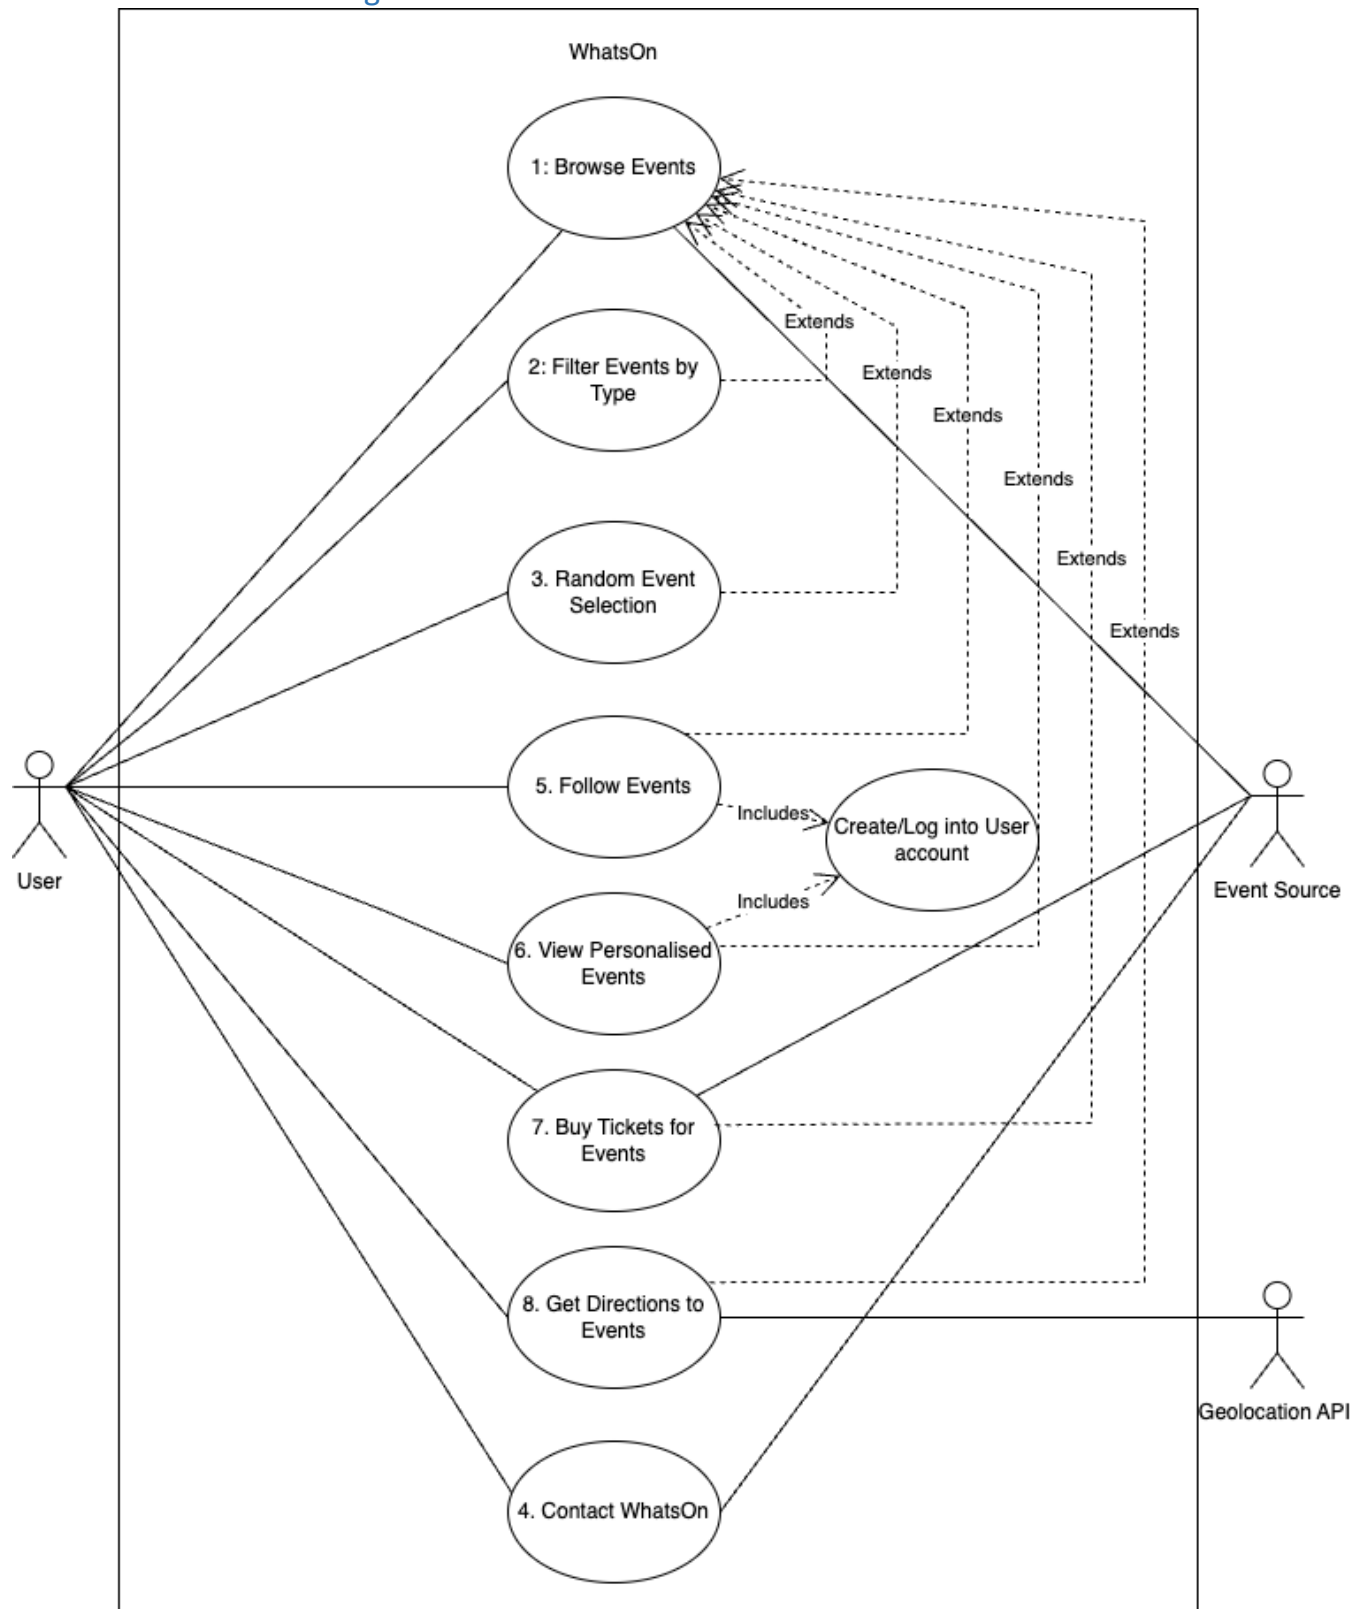 WhatsOn
1: Browse Events
Extends
2: Filter Events by
Type
Extends
Extends
Extends
Extends
3. Random Event
Selection
Extends
5. Follow Events
Includes
Create/Log into User
account
User
Event Source
Includes
6. View Personalised
Events
7. Buy Tickets for
Events
8. Get Directions to
Events
Geolocation API
4. Contact WhatsOn